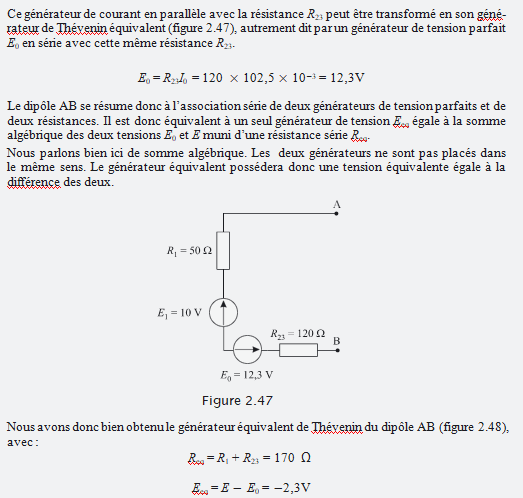 Ce générateur de courant en parallèle avec la résistance R₂₃ peut être transformé en son géné-
rateur de Thévenin équivalent (figure 2.47), autrement dit par un générateur de tension parfait
E₀ en série avec cette même résistance R₂₃.
E₀ = R₂₃I₀ = 120 × 102,5 × 10⁻³ = 12,3V
Le dipôle AB se résume donc à l'association série de deux générateurs de tension parfaits et de
deux résistances. Il est donc équivalent à un seul générateur de tension Eeq égale à la somme
algébrique des deux tensions E₀ et E muni d'une résistance série Req.
Nous parlons bien ici de somme algébrique. Les deux générateurs ne sont pas placés dans
le même sens. Le générateur équivalent possédera donc une tension équivalente égale à la
différence des deux.
A
R₁ = 50 Ω
E₁ = 10 V
R₂₃ = 120 Ω
B
E₀ = 12,3 V
Figure 2.47
Nous avons donc bien obtenu le générateur équivalent de Thévenin du dipôle AB (figure 2.48),
avec :
Req = R₁ + R₂₃ = 170 Ω
Eeq = E − E₀ = −2,3V